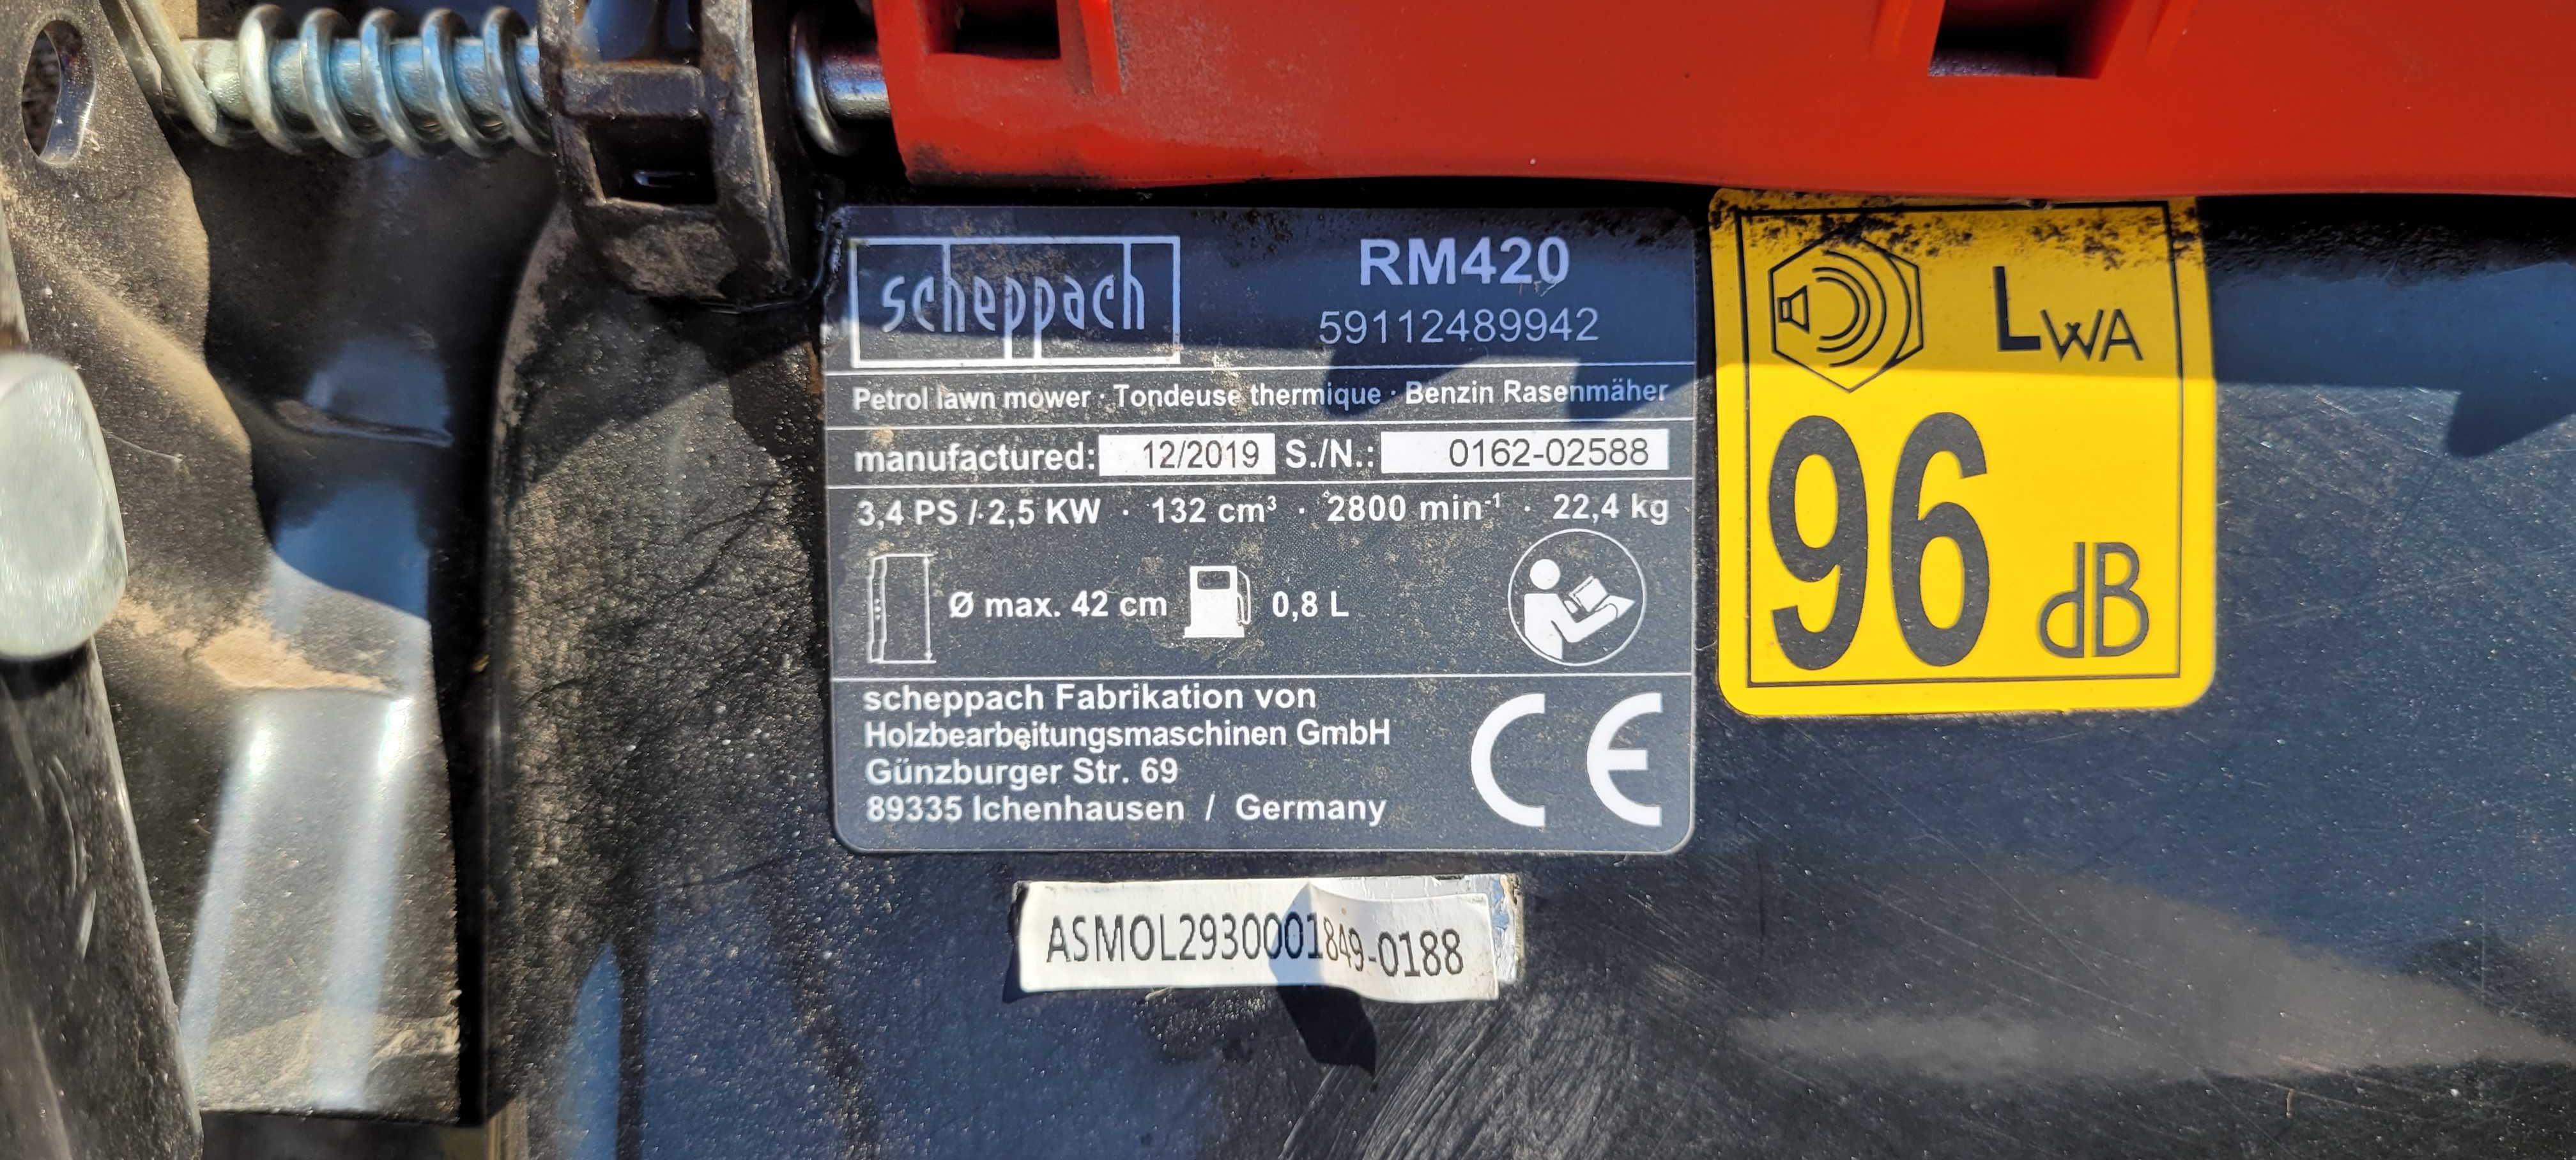 scheppach
RM420
59112489942
Petrol lawn mower · Tondeuse thermique · Benzin Rasenmäher
manufactured: 12/2019 S./N.: 0162-02588
3,4 PS / 2,5 KW · 132 cm³ · 2800 min⁻¹ · 22,4 kg
Ø max. 42 cm 0,8 L
scheppach Fabrikation von
Holzbearbeitungsmaschinen GmbH
Günzburger Str. 69
89335 Ichenhausen / Germany
CE
LWA
96 dB
ASMOL2930001849-0188